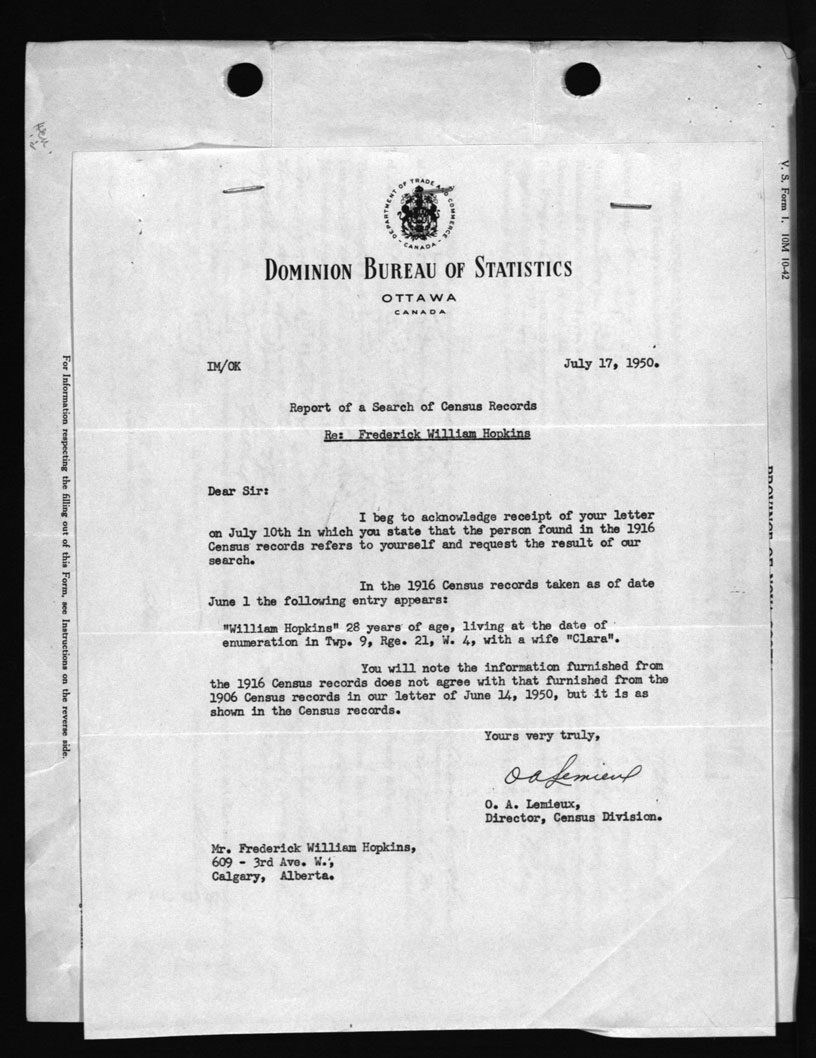 DEPARTMENT OF TRADE AND COMMERCE
- CANADA -
DOMINION BUREAU OF STATISTICS
OTTAWA
CANADA
IM/OK
July 17, 1950.
Report of a Search of Census Records
Re: Frederick William Hopkins
Dear Sir:
I beg to acknowledge receipt of your letter
on July 10th in which you state that the person found in the 1916
Census records refers to yourself and request the result of our
search.
In the 1916 Census records taken as of date
June 1 the following entry appears:
"William Hopkins" 28 years of age, living at the date of
enumeration in Twp. 9, Rge. 21, W. 4, with a wife "Clara".
You will note the information furnished from
the 1916 Census records does not agree with that furnished from the
1906 Census records in our letter of June 14, 1950, but it is as
shown in the Census records.
Yours very truly,
O A Lemieux
O. A. Lemieux,
Director, Census Division.
Mr. Frederick William Hopkins,
609 - 3rd Ave. W.,
Calgary, Alberta.
For Information respecting the filling out of this Form, see Instructions on the reverse side.
V. S. Form 1. 10M 10-42